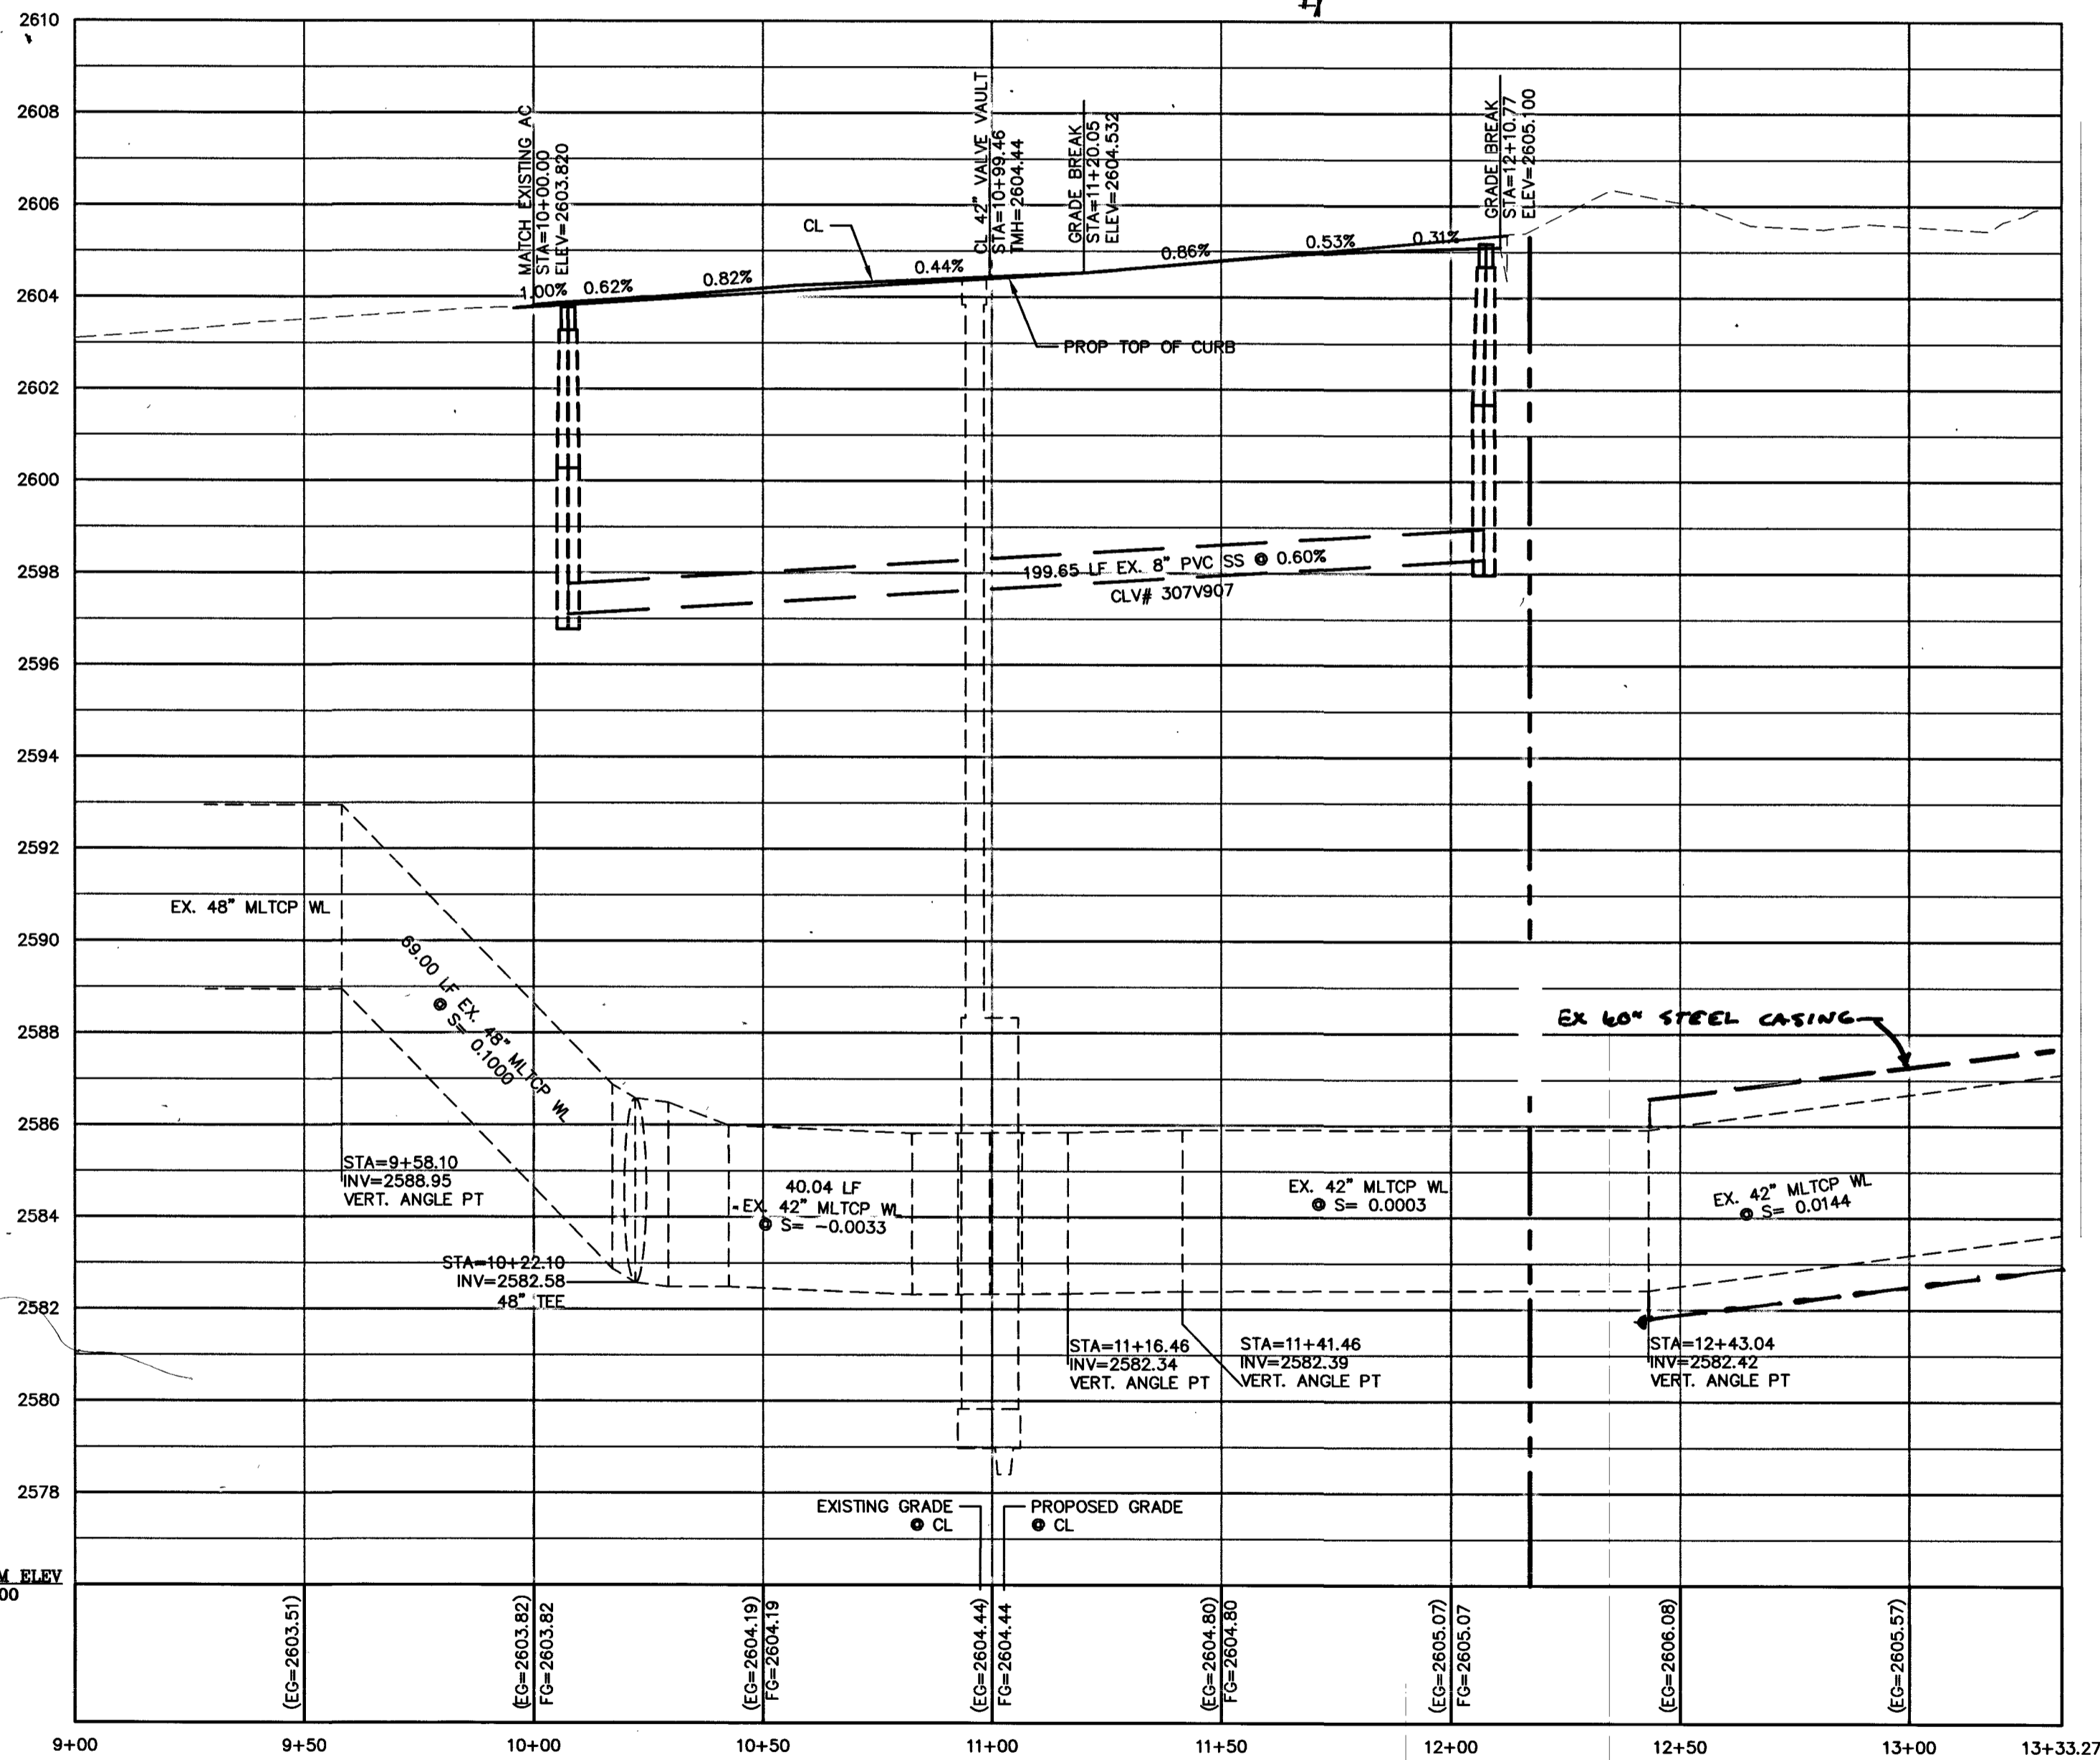 2610
2608
2606
2604
2602
2600
2598
2596
2594
2592
2590
2588
2586
2584
2582
2580
2578
MATCH EXISTING AC
STA=10+00.00
ELEV=2603.820
CL 42" VALVE VAULT
STA=10+99.46
TMH=2604.44
GRADE BREAK
STA=11+20.05
ELEV=2604.532
GRADE BREAK
STA=12+10.77
ELEV=2605.100
CL
1.00%
0.62%
0.82%
0.44%
0.86%
0.53%
0.31%
PROP TOP OF CURB
199.65 LF EX. 8" PVC SS @ 0.60%
CLV# 307V907
EX. 48" MLTCP WL
69.00 LF EX. 48" MLTCP WL
@ S= 0.1000
EX 60" STEEL CASING
STA=9+58.10
INV=2588.95
VERT. ANGLE PT
40.04 LF
EX. 42" MLTCP WL
@ S= -0.0033
EX. 42" MLTCP WL
@ S= 0.0003
EX. 42" MLTCP WL
@ S= 0.0144
STA=10+22.10
INV=2582.58
48" TEE
STA=11+16.46
INV=2582.34
VERT. ANGLE PT
STA=11+41.46
INV=2582.39
VERT. ANGLE PT
STA=12+43.04
INV=2582.42
VERT. ANGLE PT
EXISTING GRADE
@ CL
PROPOSED GRADE
@ CL
ELEV
00
(EG=2603.51)
(EG=2603.82)
FG=2603.82
(EG=2604.19)
FG=2604.19
(EG=2604.44)
FG=2604.44
(EG=2604.80)
FG=2604.80
(EG=2605.07)
FG=2605.07
(EG=2606.08)
(EG=2605.57)
9+00
9+50
10+00
10+50
11+00
11+50
12+00
12+50
13+00
13+33.27